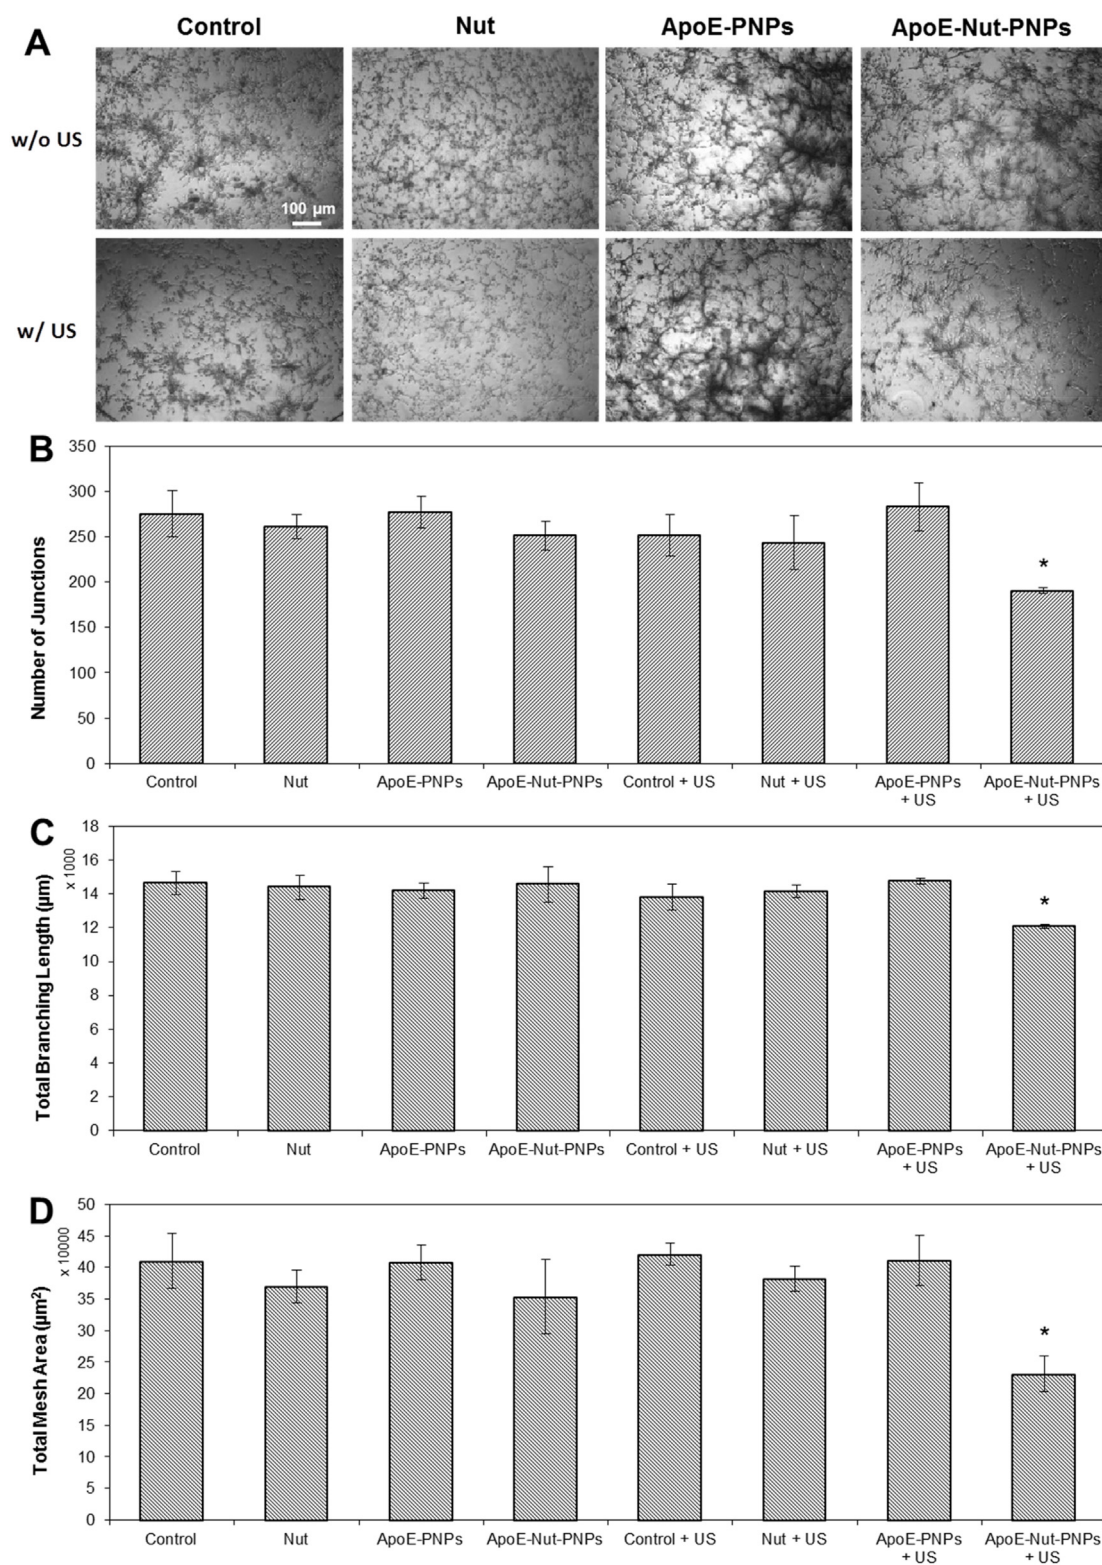 A
Control Nut ApoE-PNPs ApoE-Nut-PNPs
w/o US
100 µm
w/ US
B
Number of Junctions
350
300
250
200
150
100
50
0
*
Control Nut ApoE-PNPs ApoE-Nut-PNPs Control + US Nut + US ApoE-PNPs ApoE-Nut-PNPs
+ US + US
C
Total Branching Length (µm)
x 1000
18
16
14
12
10
8
6
4
2
0
*
Control Nut ApoE-PNPs ApoE-Nut-PNPs Control + US Nut + US ApoE-PNPs ApoE-Nut-PNPs
+ US + US
D
Total Mesh Area (µm²)
x 10000
50
45
40
35
30
25
20
15
10
5
0
*
Control Nut ApoE-PNPs ApoE-Nut-PNPs Control + US Nut + US ApoE-PNPs ApoE-Nut-PNPs
+ US + US